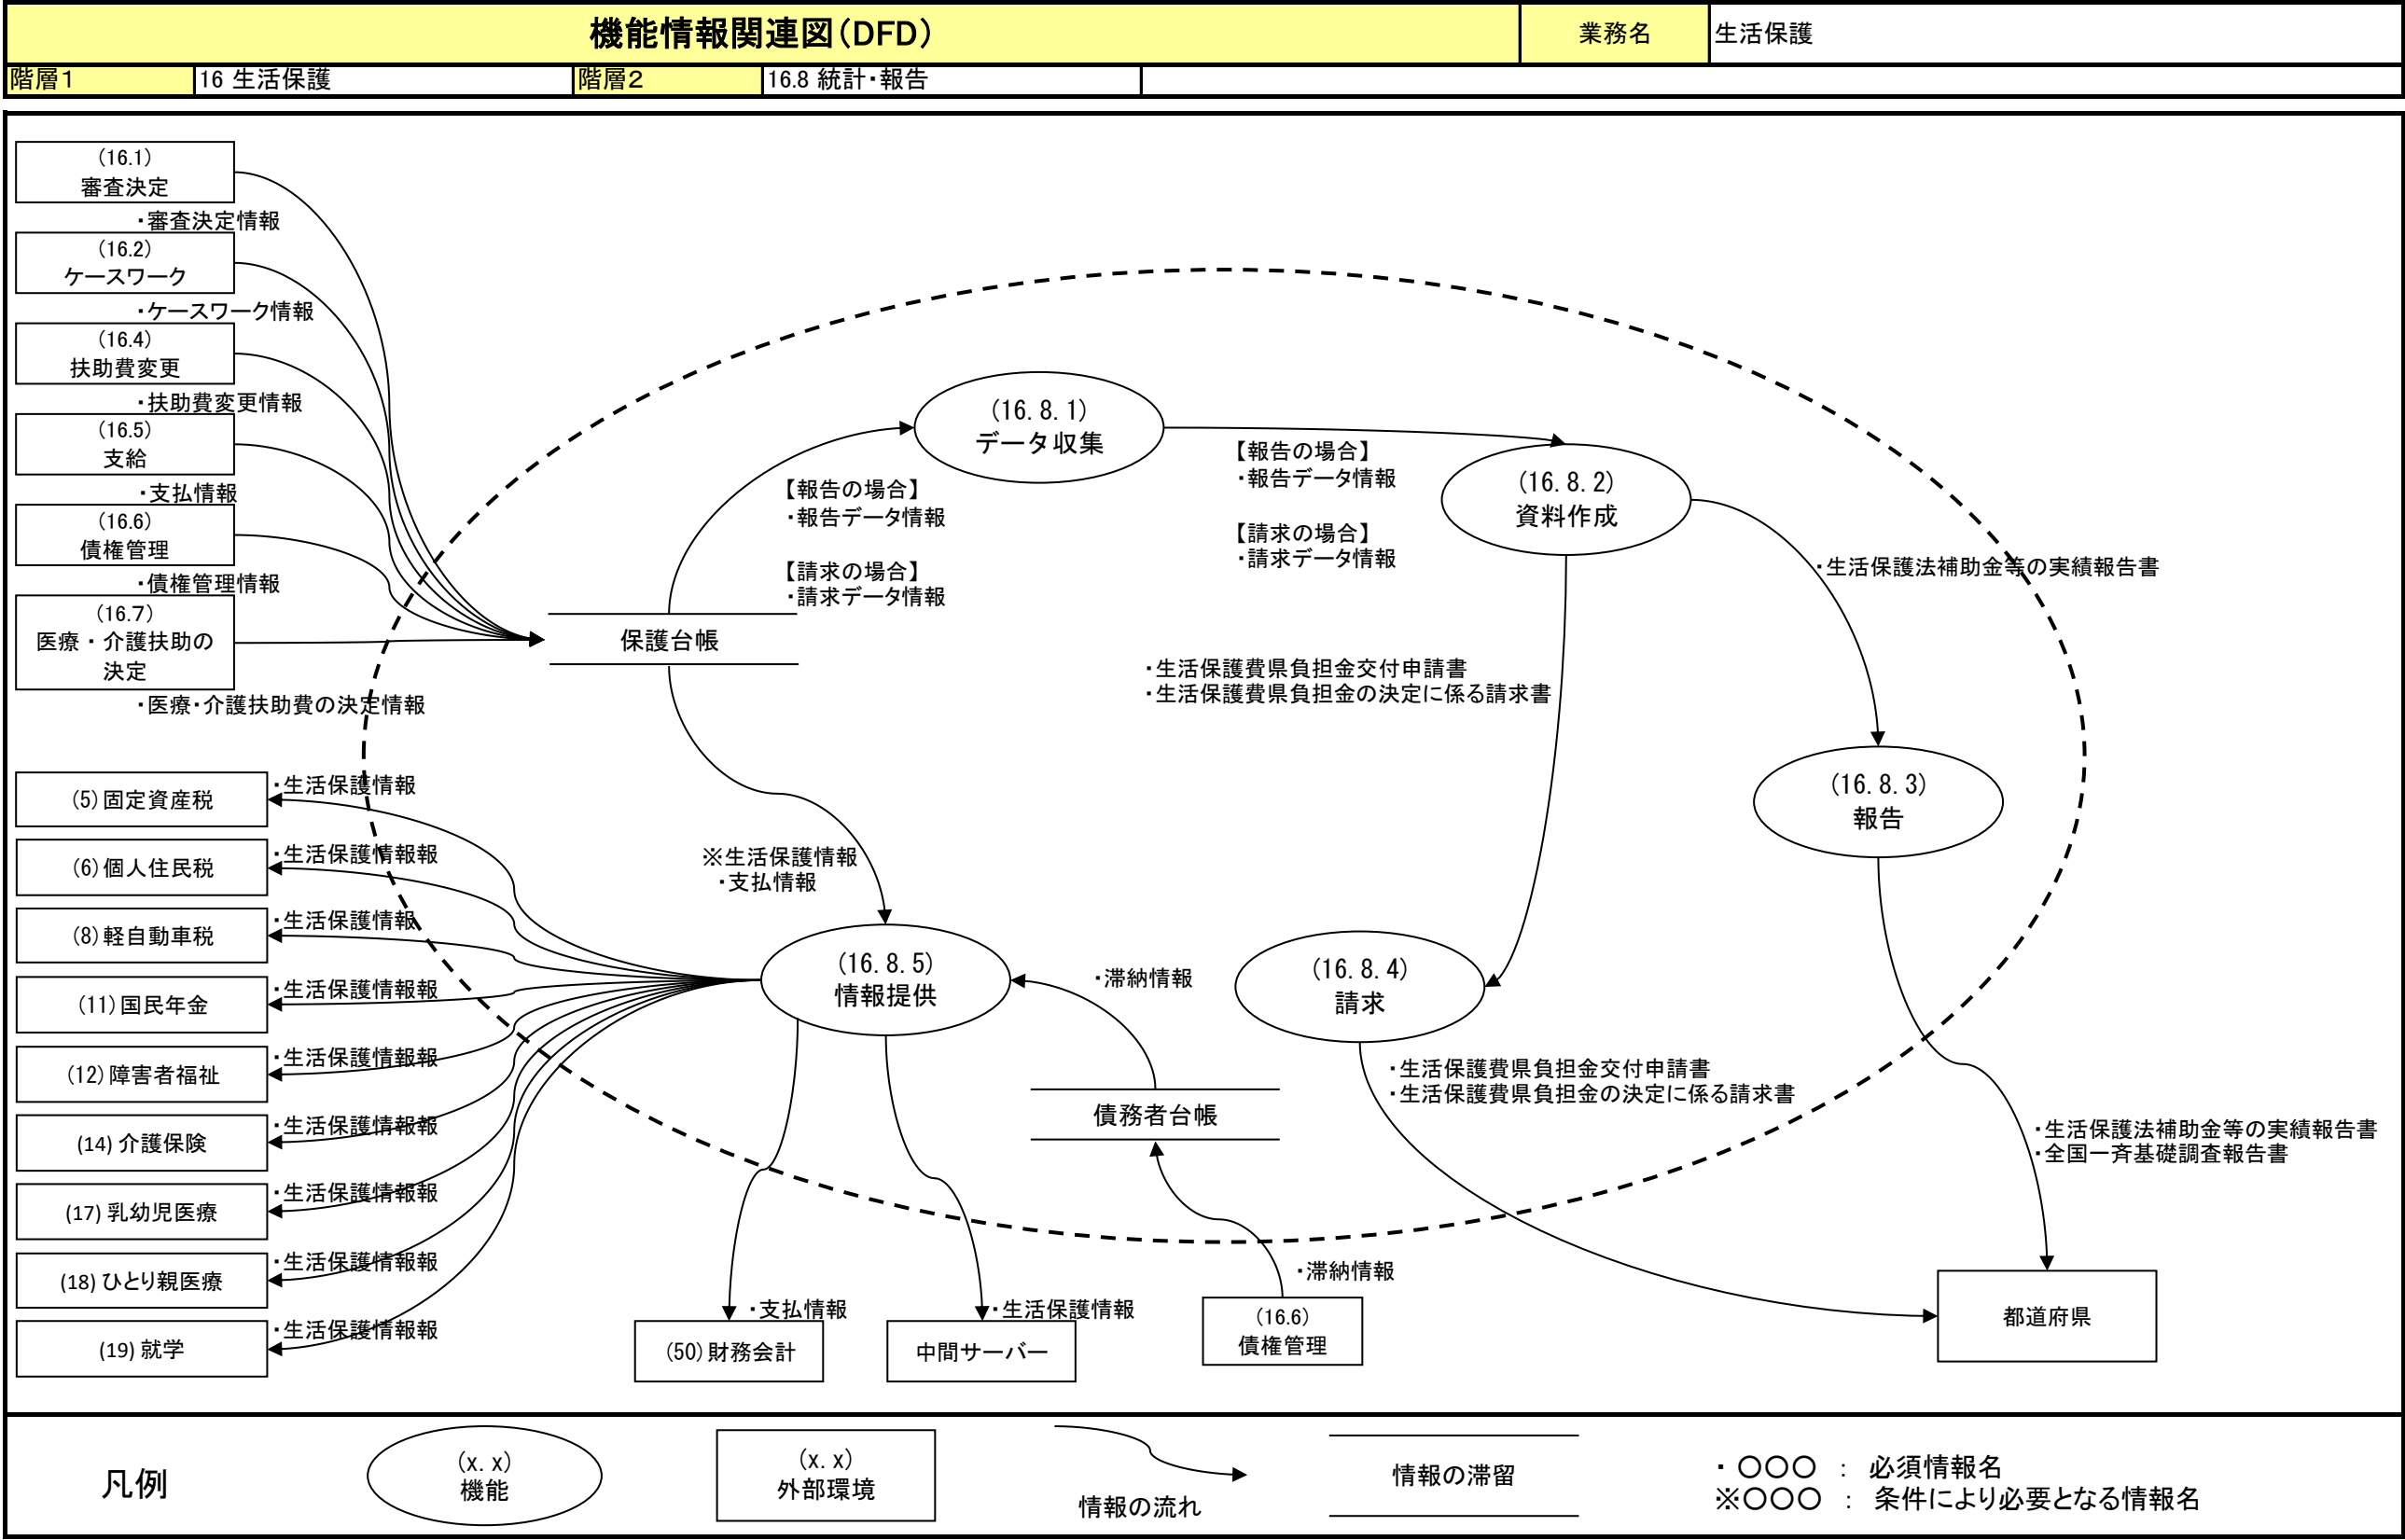 機能情報関連図（DFD）
業務名
生活保護
階層１
16 生活保護
階層２
16.8 統計・報告
（16.1）
審査決定
・審査決定情報
（16.2）
ケースワーク
・ケースワーク情報
（16.4）
扶助費変更
・扶助費変更情報
（16.5）
支給
・支払情報
（16.6）
債権管理
・債権管理情報
（16.7）
医療・介護扶助の
決定
・医療・介護扶助費の決定情報
（16.8.1）
データ収集
【報告の場合】
・報告データ情報
【請求の場合】
・請求データ情報
【報告の場合】
・報告データ情報
【請求の場合】
・請求データ情報
（16.8.2）
資料作成
・生活保護法補助金等の実績報告書
保護台帳
・生活保護費県負担金交付申請書
・生活保護費県負担金の決定に係る請求書
（16.8.3）
報告
（5）固定資産税
・生活保護情報
（6）個人住民税
・生活保護情報報
（8）軽自動車税
・生活保護情報
（11）国民年金
・生活保護情報報
（12）障害者福祉
・生活保護情報報
（14）介護保険
・生活保護情報報
（17）乳幼児医療
・生活保護情報報
（18）ひとり親医療
・生活保護情報報
（19）就学
・生活保護情報報
※生活保護情報
・支払情報
（16.8.5）
情報提供
・滞納情報
（16.8.4）
請求
債務者台帳
・生活保護費県負担金交付申請書
・生活保護費県負担金の決定に係る請求書
・生活保護法補助金等の実績報告書
・全国一斉基礎調査報告書
・滞納情報
・支払情報
（50）財務会計
・生活保護情報
中間サーバー
（16.6）
債権管理
都道府県
凡例
（x.x）
機能
（x.x）
外部環境
情報の流れ
情報の滞留
・ ○○○ ： 必須情報名
※○○○ ： 条件により必要となる情報名